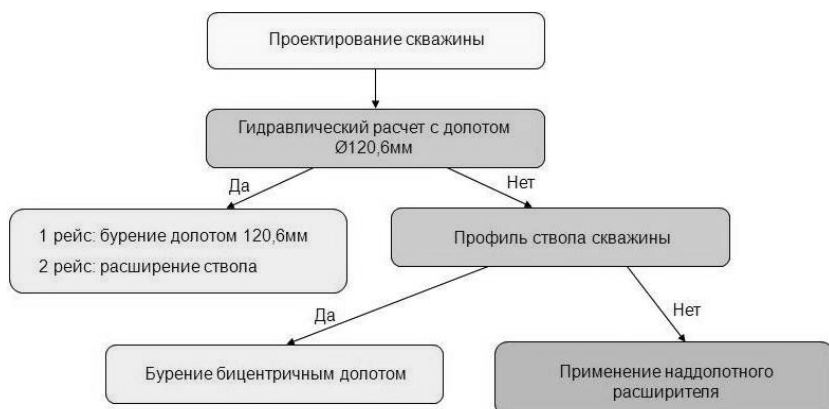 Проектирование скважины
Гидравлический расчет с долотом
Ø120,6мм
Да
Нет
1 рейс: бурение долотом 120,6мм
2 рейс: расширение ствола
Профиль ствола скважины
Да
Нет
Бурение бицентричным долотом
Применение наддолотного
расширителя